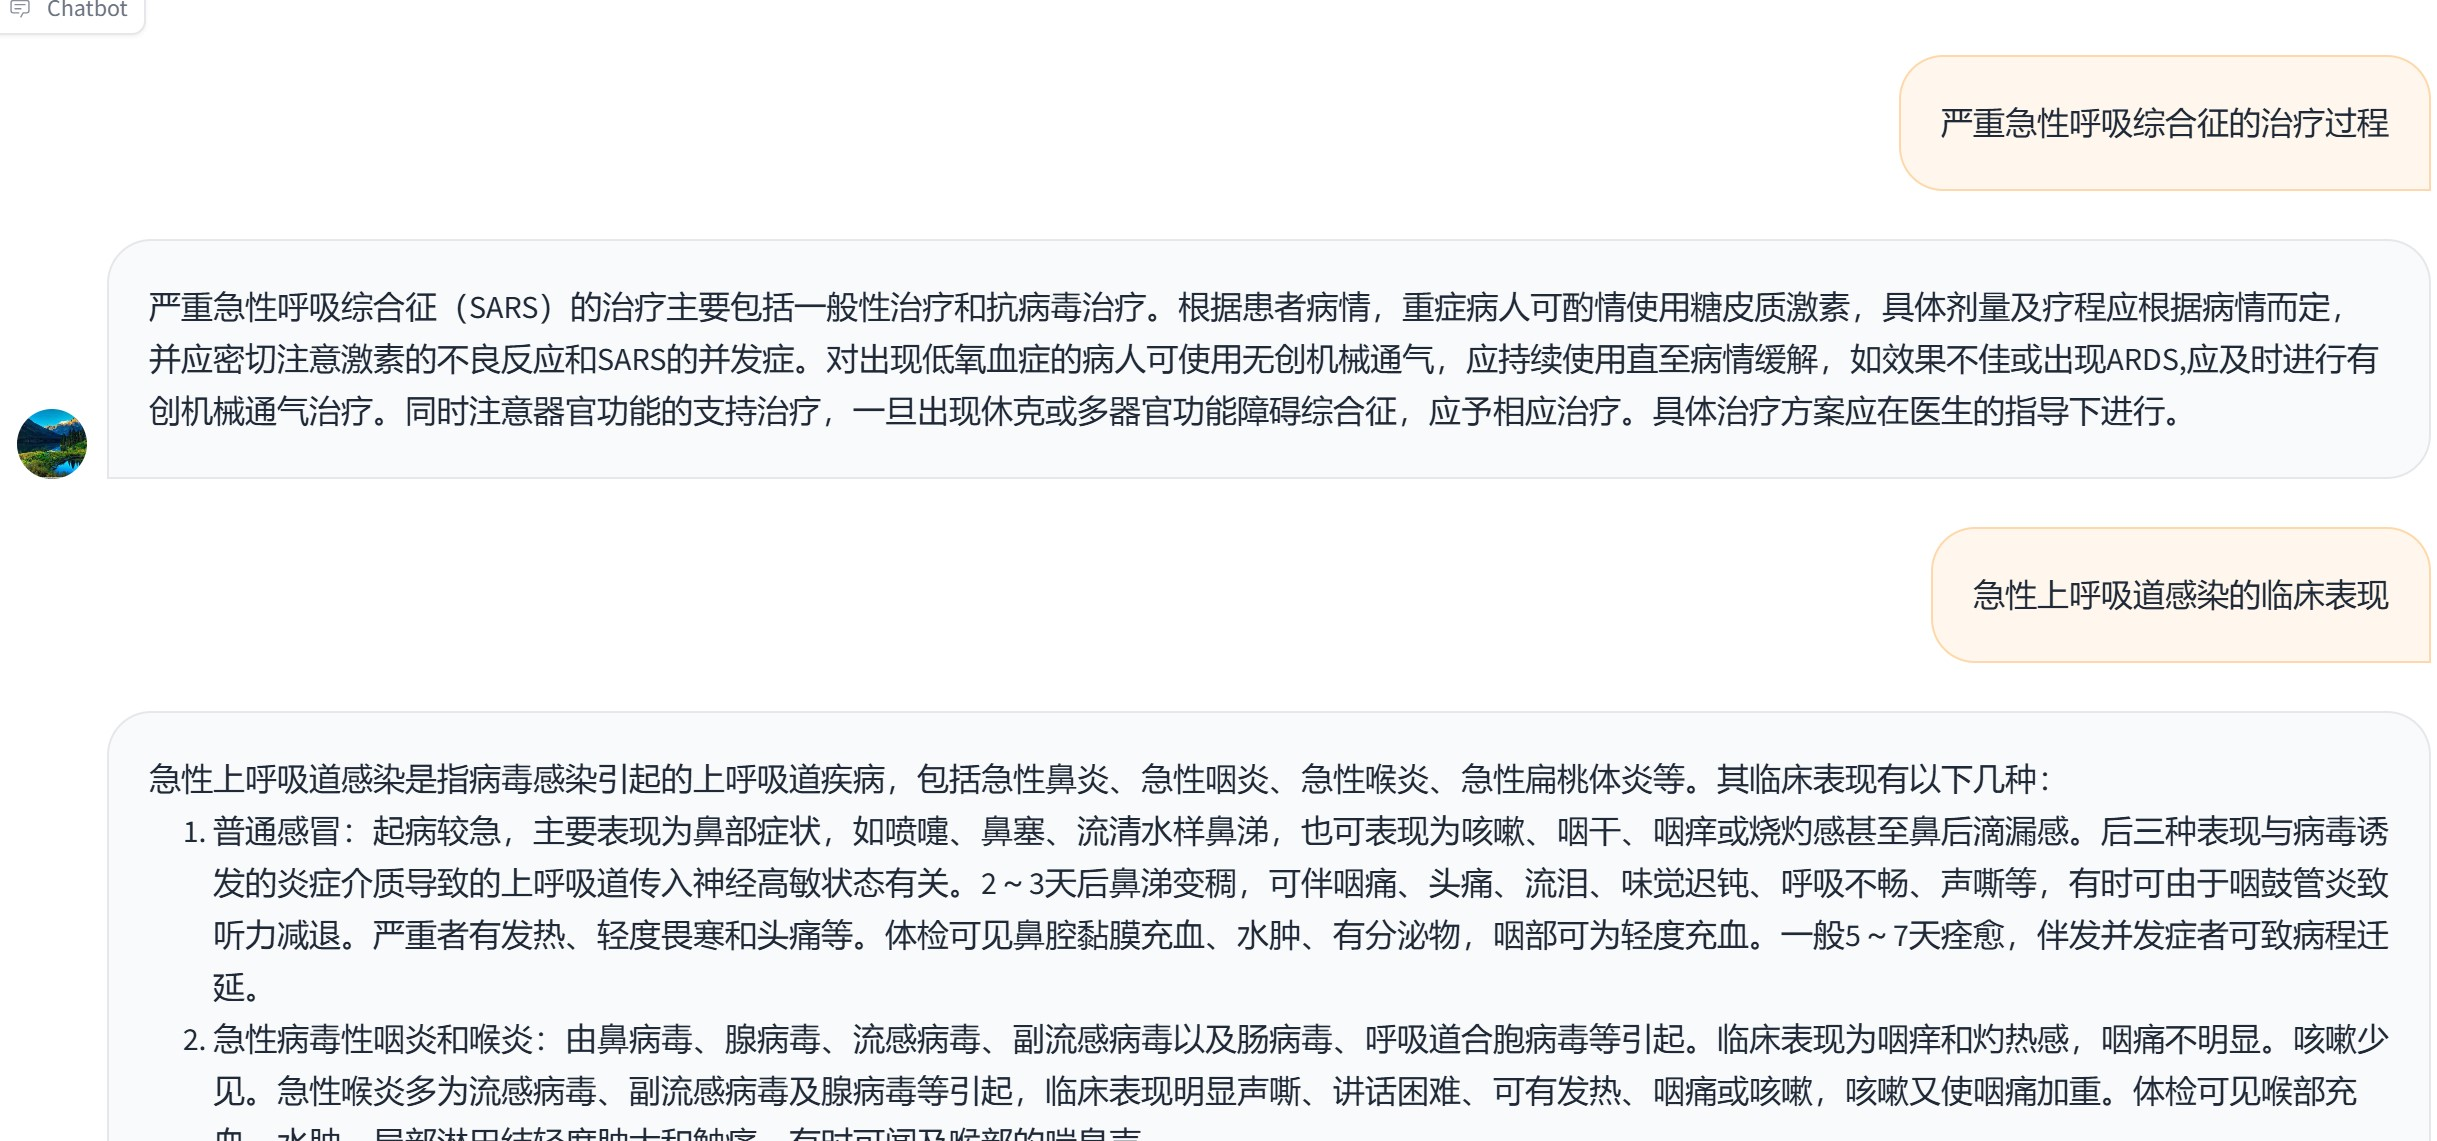 Chatbot
严重急性呼吸综合征的治疗过程
严重急性呼吸综合征（SARS）的治疗主要包括一般性治疗和抗病毒治疗。根据患者病情，重症病人可酌情使用糖皮质激素，具体剂量及疗程应根据病情而定，
并应密切注意激素的不良反应和SARS的并发症。对出现低氧血症的病人可使用无创机械通气，应持续使用直至病情缓解，如效果不佳或出现ARDS,应及时进行有
创机械通气治疗。同时注意器官功能的支持治疗，一旦出现休克或多器官功能障碍综合征，应予相应治疗。具体治疗方案应在医生的指导下进行。
急性上呼吸道感染的临床表现
急性上呼吸道感染是指病毒感染引起的上呼吸道疾病，包括急性鼻炎、急性咽炎、急性喉炎、急性扁桃体炎等。其临床表现有以下几种：
1. 普通感冒：起病较急，主要表现为鼻部症状，如喷嚏、鼻塞、流清水样鼻涕，也可表现为咳嗽、咽干、咽痒或烧灼感甚至鼻后滴漏感。后三种表现与病毒诱
发的炎症介质导致的上呼吸道传入神经高敏状态有关。2～3天后鼻涕变稠，可伴咽痛、头痛、流泪、味觉迟钝、呼吸不畅、声嘶等，有时可由于咽鼓管炎致
听力减退。严重者有发热、轻度畏寒和头痛等。体检可见鼻腔黏膜充血、水肿、有分泌物，咽部可为轻度充血。一般5～7天痊愈，伴发并发症者可致病程迁
延。
2. 急性病毒性咽炎和喉炎：由鼻病毒、腺病毒、流感病毒、副流感病毒以及肠病毒、呼吸道合胞病毒等引起。临床表现为咽痒和灼热感，咽痛不明显。咳嗽少
见。急性喉炎多为流感病毒、副流感病毒及腺病毒等引起，临床表现明显声嘶、讲话困难、可有发热、咽痛或咳嗽，咳嗽又使咽痛加重。体检可见喉部充
血、水肿，局部淋巴结轻度肿大和触痛，有时可闻及喉部的喘息声。